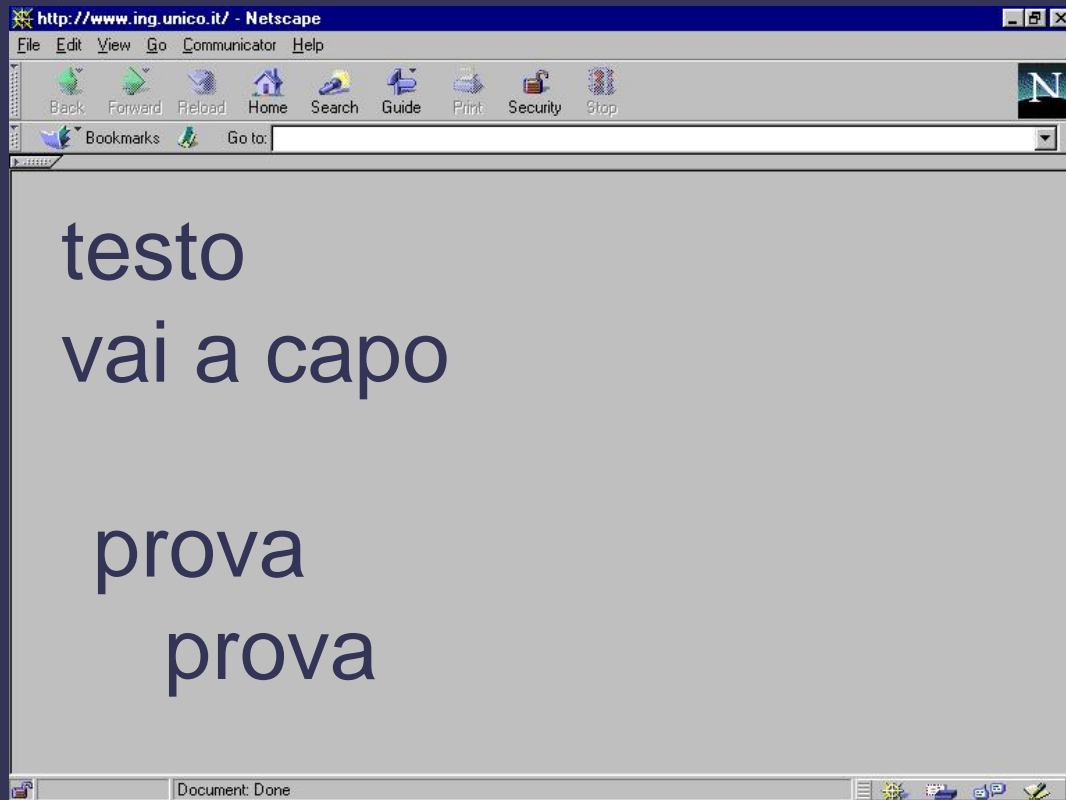 http://www.ing.unico.it/ - Netscape
File Edit View Go Communicator Help
Back Forward Reload Home Search Guide Print Security Stop
N
Bookmarks Go to:
testo
vai a capo
prova
prova
Document: Done